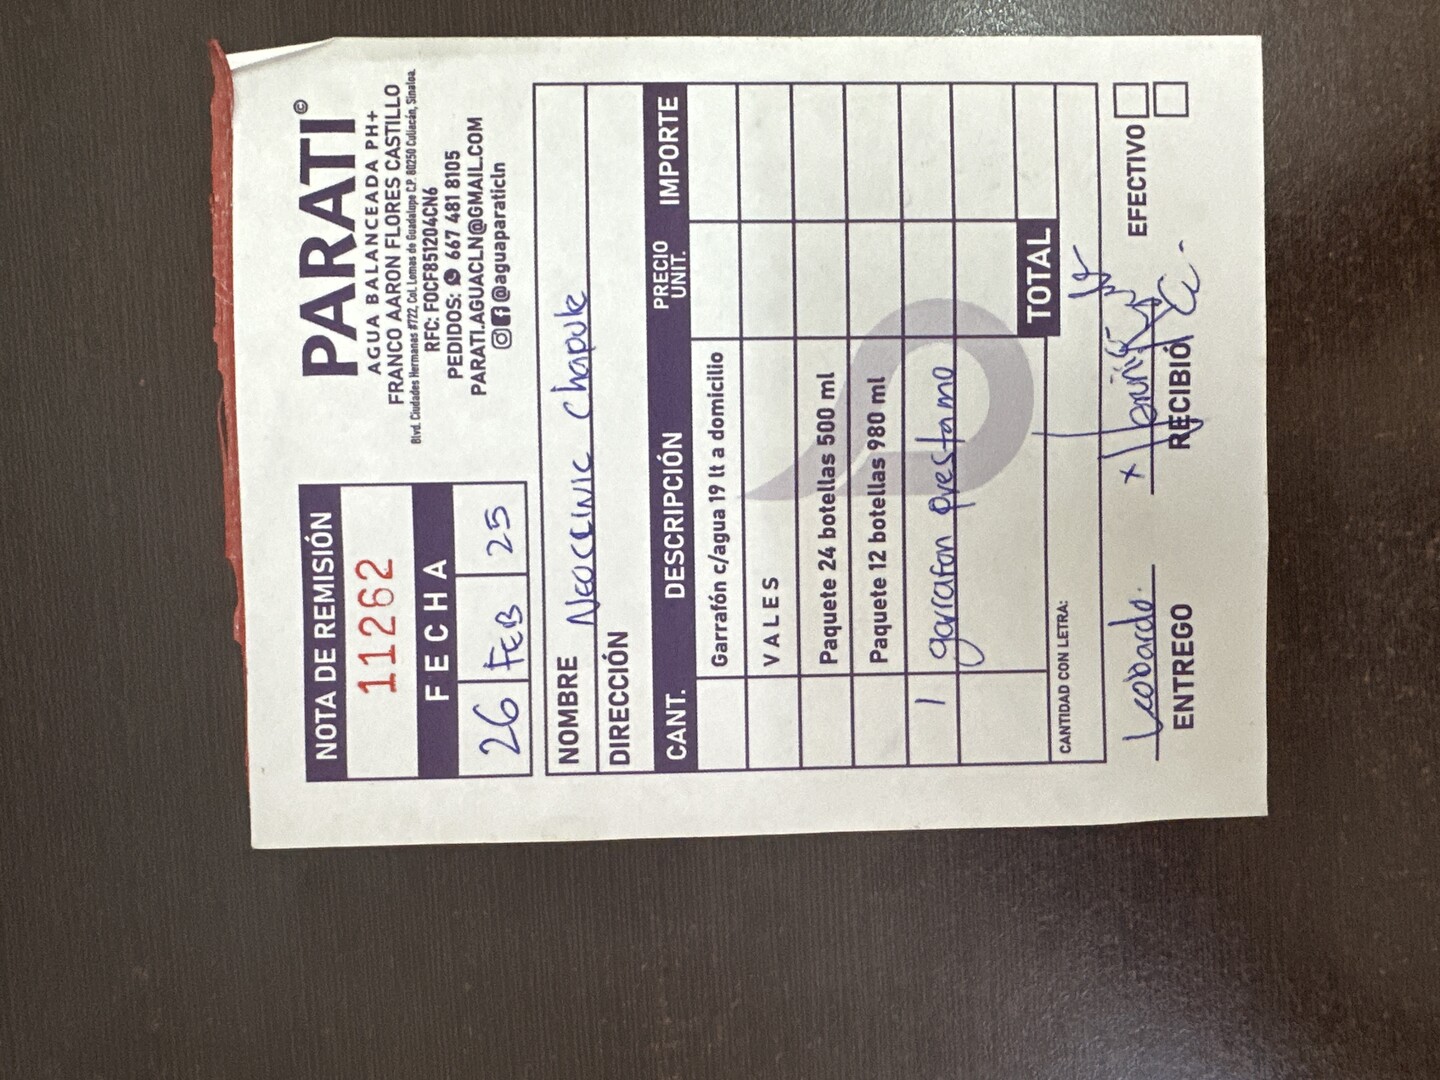 NOTA DE REMISIÓN
11262
FECHA
26 FEB 25
PARATI©
AGUA BALANCEADA PH+
FRANCO AARON FLORES CASTILLO
Blvd. Ciudades Hermanas #722, Col. Lomas de Guadalupe C.P. 80250 Culiacán, Sinaloa.
RFC: FOCF851204CN6
PEDIDOS: 667 481 8105
PARATI.AGUACLN@GMAIL.COM
@aguaparaticln
NOMBRE Neoclinic Chapule
DIRECCIÓN
CANT. DESCRIPCIÓN PRECIO UNIT. IMPORTE
Garrafón c/agua 19 lt a domicilio
VALES
Paquete 24 botellas 500 ml
Paquete 12 botellas 980 ml
1 garrafon prestamo
TOTAL
CANTIDAD CON LETRA:
x
ENTREGO RECIBIÓ EFECTIVO